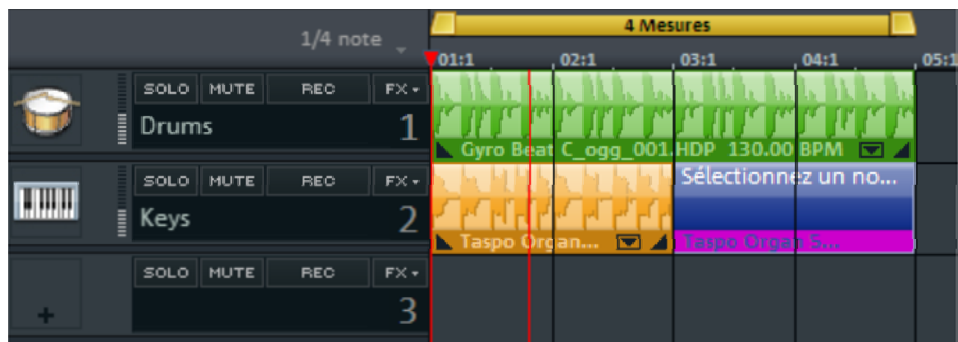 4 Mesures
1/4 note
01:1 02:1 03:1 04:1 05:1
SOLO MUTE REC FX
Drums 1
Gyro Beat C_ogg_001.HDP 130.00 BPM
SOLO MUTE REC FX
Sélectionnez un no...
Keys 2
Taspo Organ... Taspo Organ S...
SOLO MUTE REC FX
3